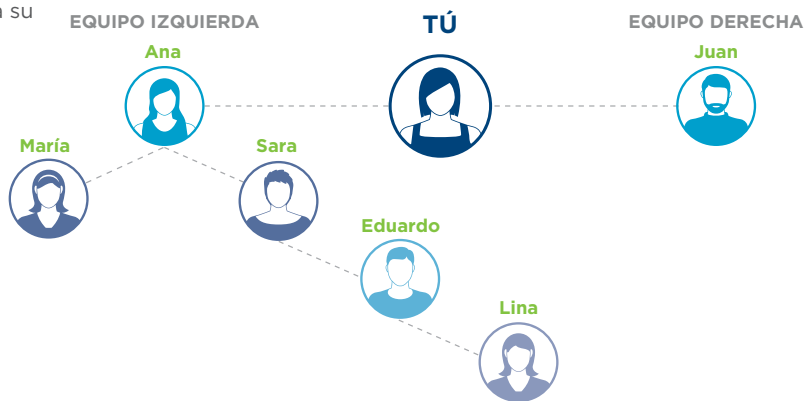 su
EQUIPO IZQUIERDA
TÚ
EQUIPO DERECHA
Ana
Juan
María
Sara
Eduardo
Lina